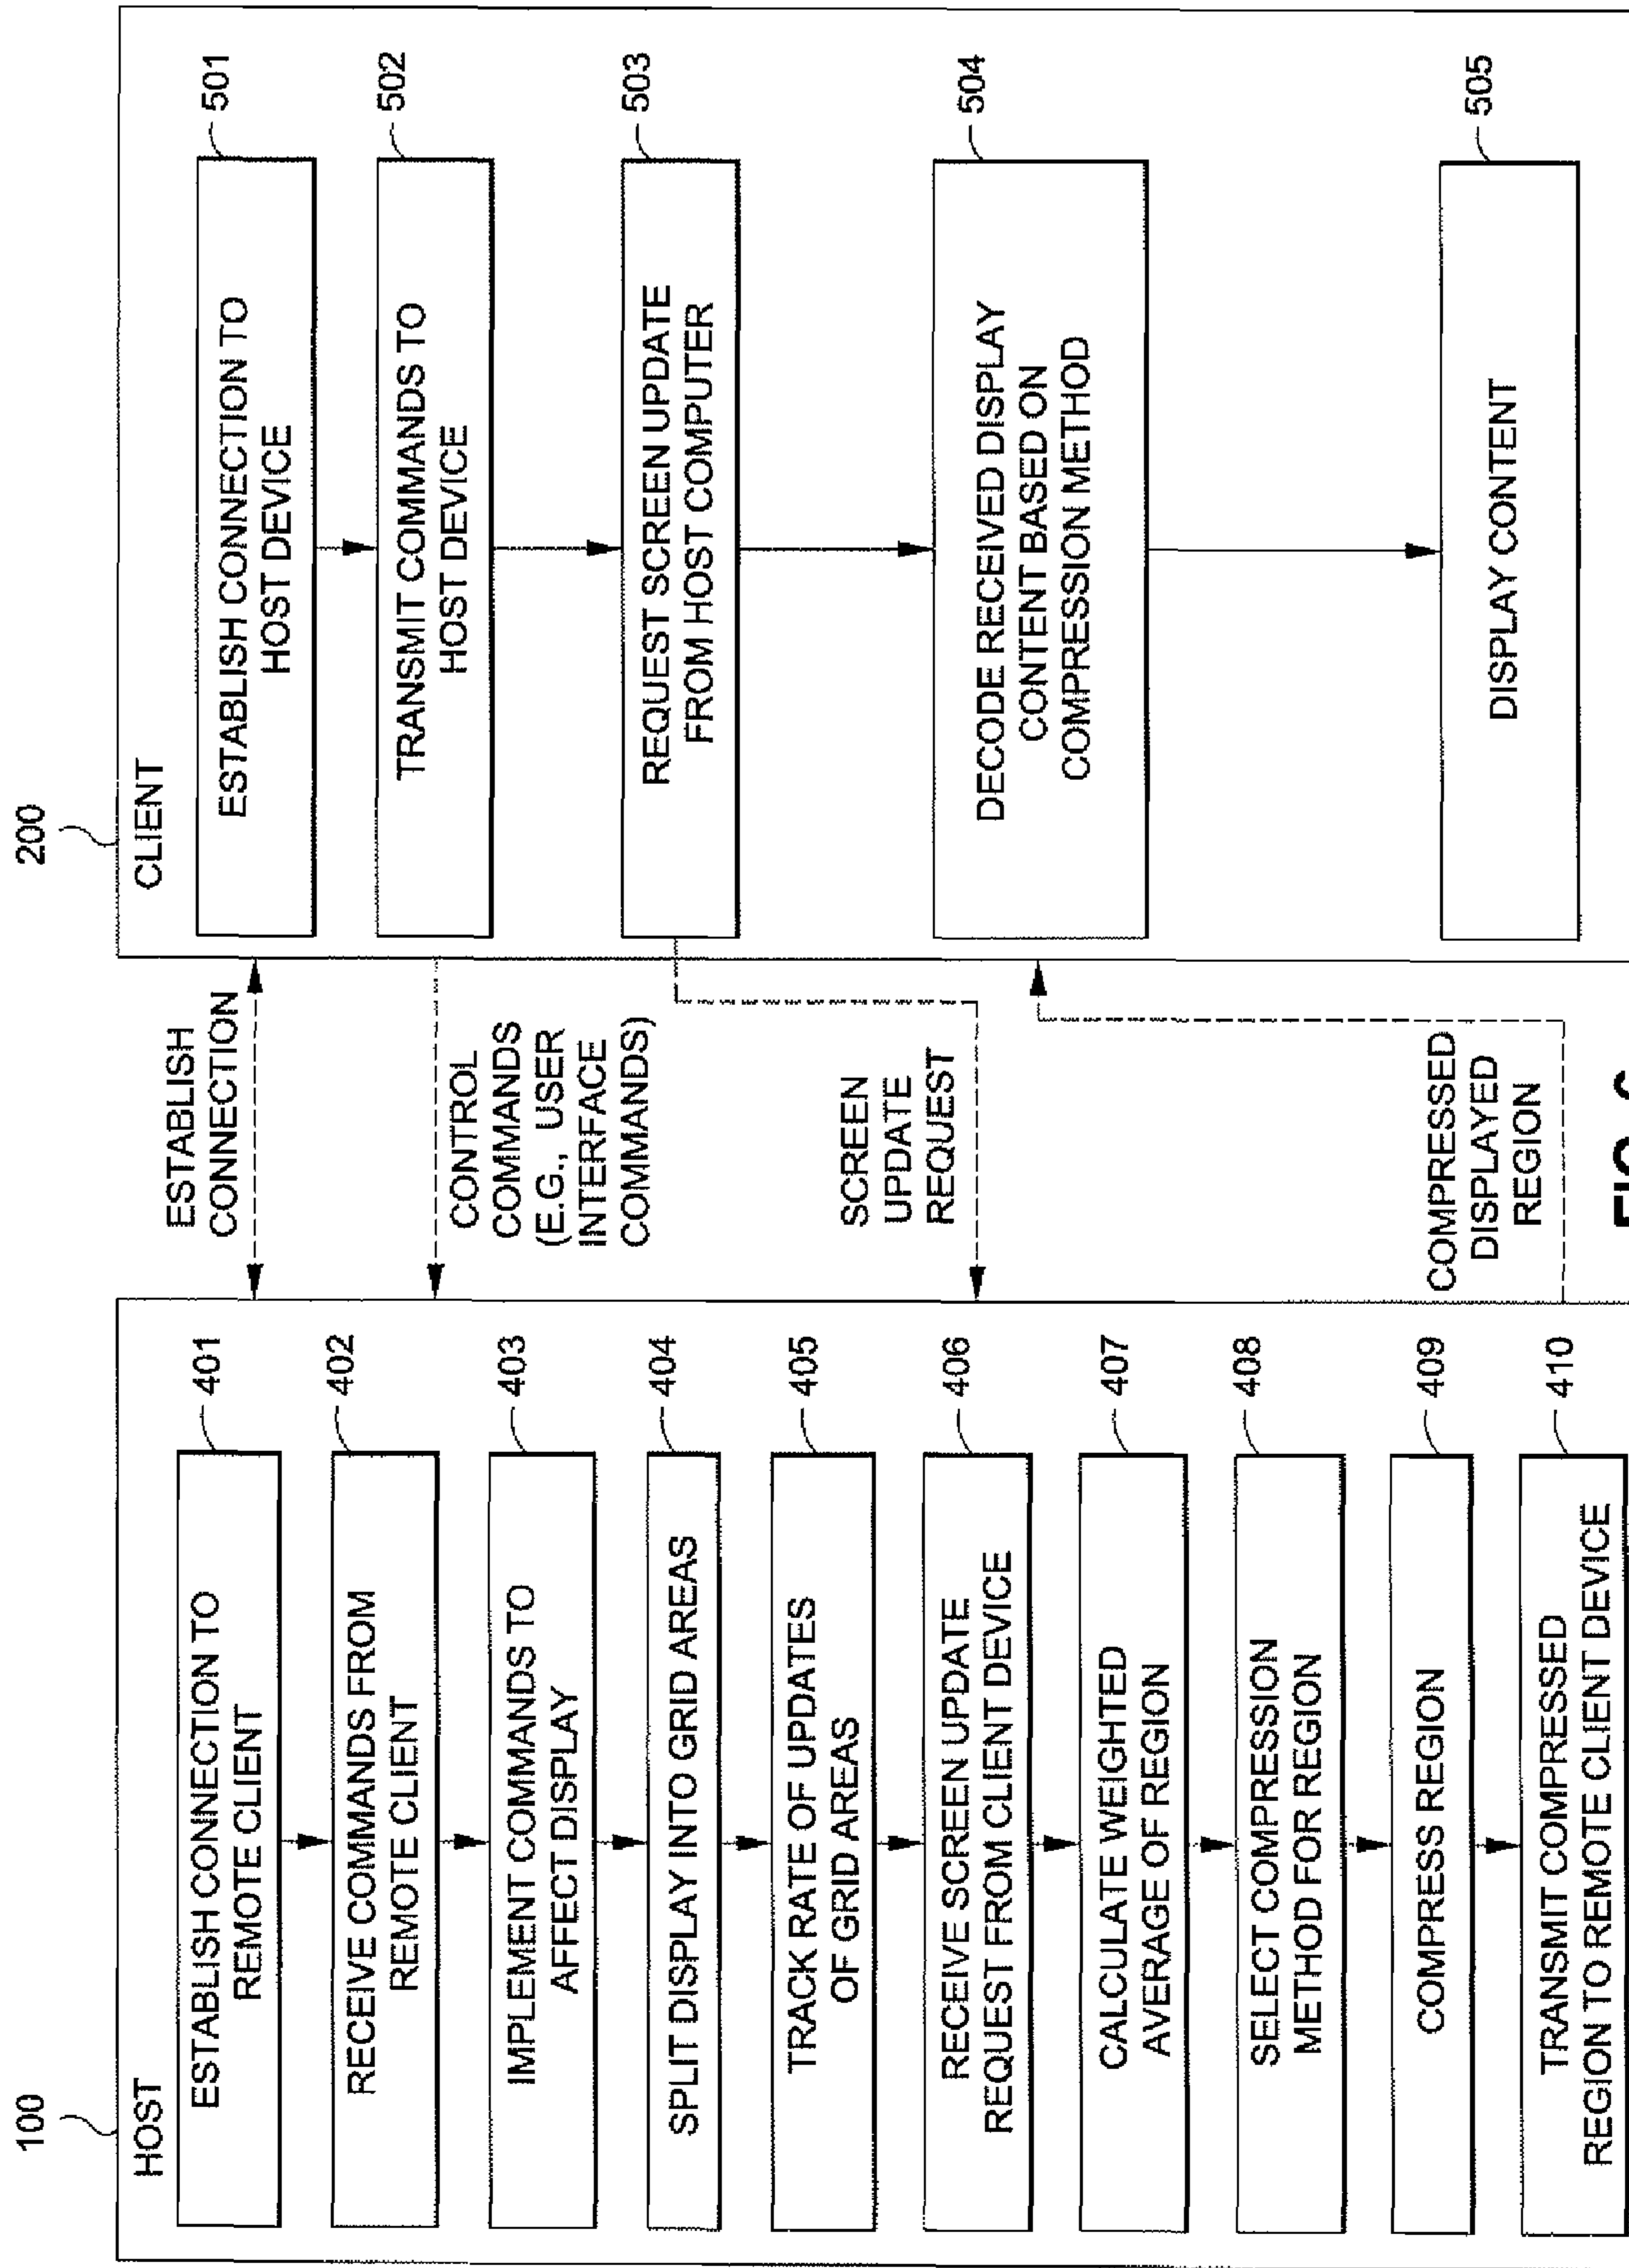 100
HOST
ESTABLISH CONNECTION TO
REMOTE CLIENT
401
RECEIVE COMMANDS FROM
REMOTE CLIENT
402
IMPLEMENT COMMANDS TO
AFFECT DISPLAY
403
SPLIT DISPLAY INTO GRID AREAS
404
TRACK RATE OF UPDATES
OF GRID AREAS
405
RECEIVE SCREEN UPDATE
REQUEST FROM CLIENT DEVICE
406
CALCULATE WEIGHTED
AVERAGE OF REGION
407
SELECT COMPRESSION
METHOD FOR REGION
408
COMPRESS REGION
409
TRANSMIT COMPRESSED
REGION TO REMOTE CLIENT DEVICE
410
ESTABLISH
CONNECTION
CONTROL
COMMANDS
(E.G., USER
INTERFACE
COMMANDS)
SCREEN
UPDATE
REQUEST
COMPRESSED
DISPLAYED
REGION
200
CLIENT
ESTABLISH CONNECTION TO
HOST DEVICE
501
TRANSMIT COMMANDS TO
HOST DEVICE
502
REQUEST SCREEN UPDATE
FROM HOST COMPUTER
503
DECODE RECEIVED DISPLAY
CONTENT BASED ON
COMPRESSION METHOD
504
DISPLAY CONTENT
505